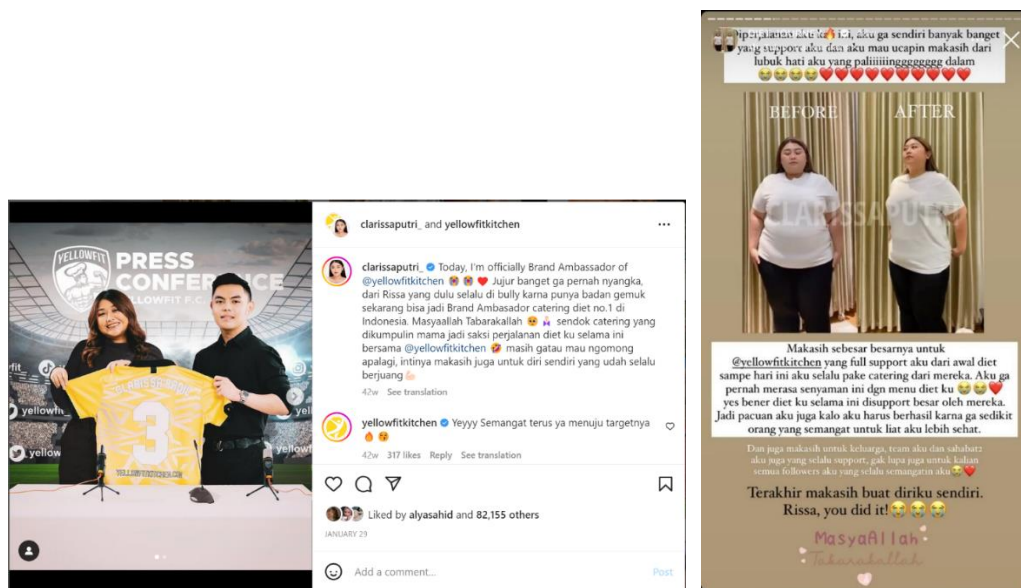 YELLOWFIT
PRESS
CONFERENCE
YELLOWFIT F.C.
3
YELLOWFITKITCHEN.COM
clarissaputri_ and yellowfitkitchen
clarissaputri_ Today, I'm officially Brand Ambassador of
@yellowfitkitchen 😭 😭 ❤️ Jujur banget ga pernah nyangka,
dari Rissa yang dulu selalu di bully karna punya badan gemuk
sekarang bisa jadi Brand Ambasador catering diet no.1 di
Indonesia. Masyaallah Tabarakallah 🥺 🙏🏻 sendok catering yang
dikumpulin mama jadi saksi perjalanan diet ku selama ini
bersama @yellowfitkitchen 🤣 masih gatau mau ngomong
apalagi, intinya makasih juga untuk diri sendiri yang udah selalu
berjuang 💪🏻
42w See translation
yellowfitkitchen Yeyyy Semangat terus ya menuju targetnya
🔥 😘
42w 317 likes Reply See translation
Liked by alyasahid and 82,155 others
JANUARY 29
Add a comment...
Post
Diperjalanan aku ini, aku ga sendiri banyak banget
yang support aku dan aku mau ucapin makasih dari
lubuk hati aku yang paliiiiiingggggggg dalam
😭😭😭😭❤️❤️❤️❤️❤️❤️❤️❤️❤️❤️❤️
BEFORE
AFTER
CLARISSAPUTRI
Makasih sebesar besarnya untuk
@yellowfitkitchen yang full support aku dari awal diet
sampe hari ini aku selalu pake catering dari mereka. Aku ga
pernah merasa senyaman ini dgn menu diet ku 😭😭❤️
yes bener diet ku selama ini disupport besar oleh mereka.
Jadi pacuan aku juga kalo aku harus berhasil karna ga sedikit
orang yang semangat untuk liat aku lebih sehat.
Dan juga makasih untuk keluarga, team aku dan sahabatz
aku juga yang selalu support, gak lupa juga untuk kalian
semua followers aku yang selalu semangatin aku😭❤️
Terakhir makasih buat diriku sendiri.
Rissa, you did it!😭😭😭
MasyaAllah
Tabarakallah